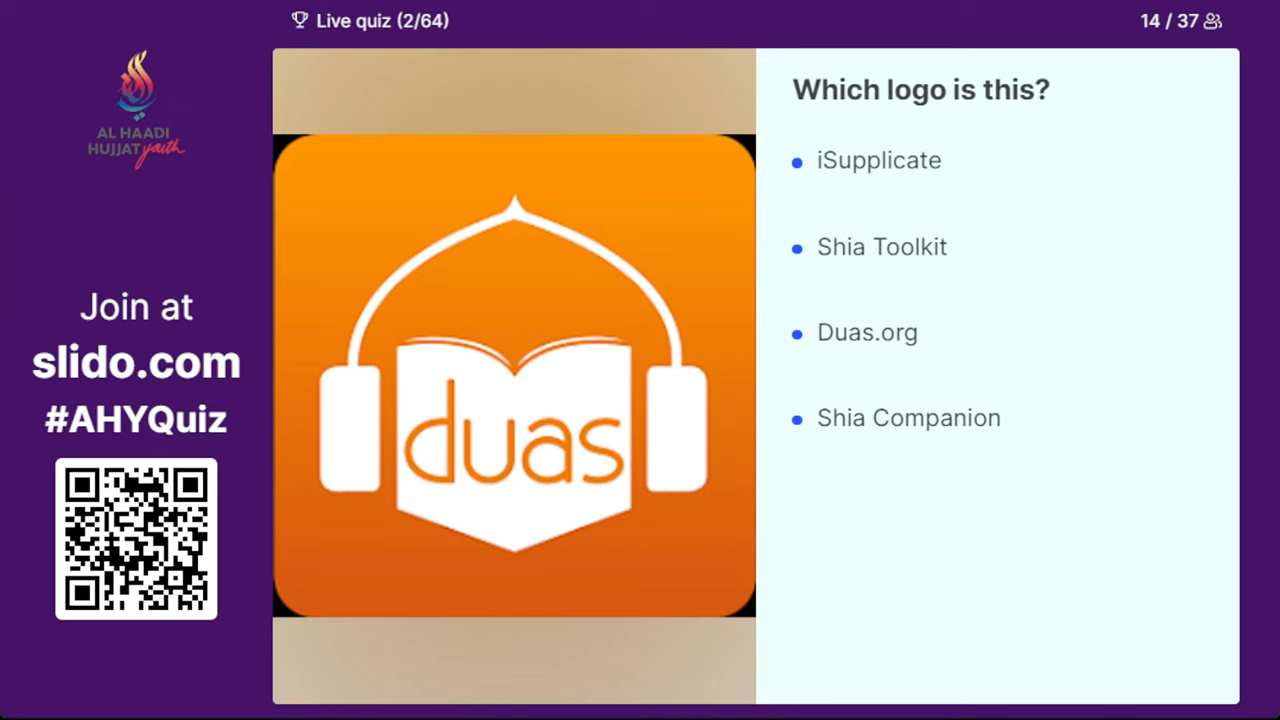 Live quiz (2/64)
14 / 37
AL HAADI
HUJJAT youth
Join at
slido.com
#AHYQuiz
duas
Which logo is this?
iSupplicate
Shia Toolkit
Duas.org
Shia Companion